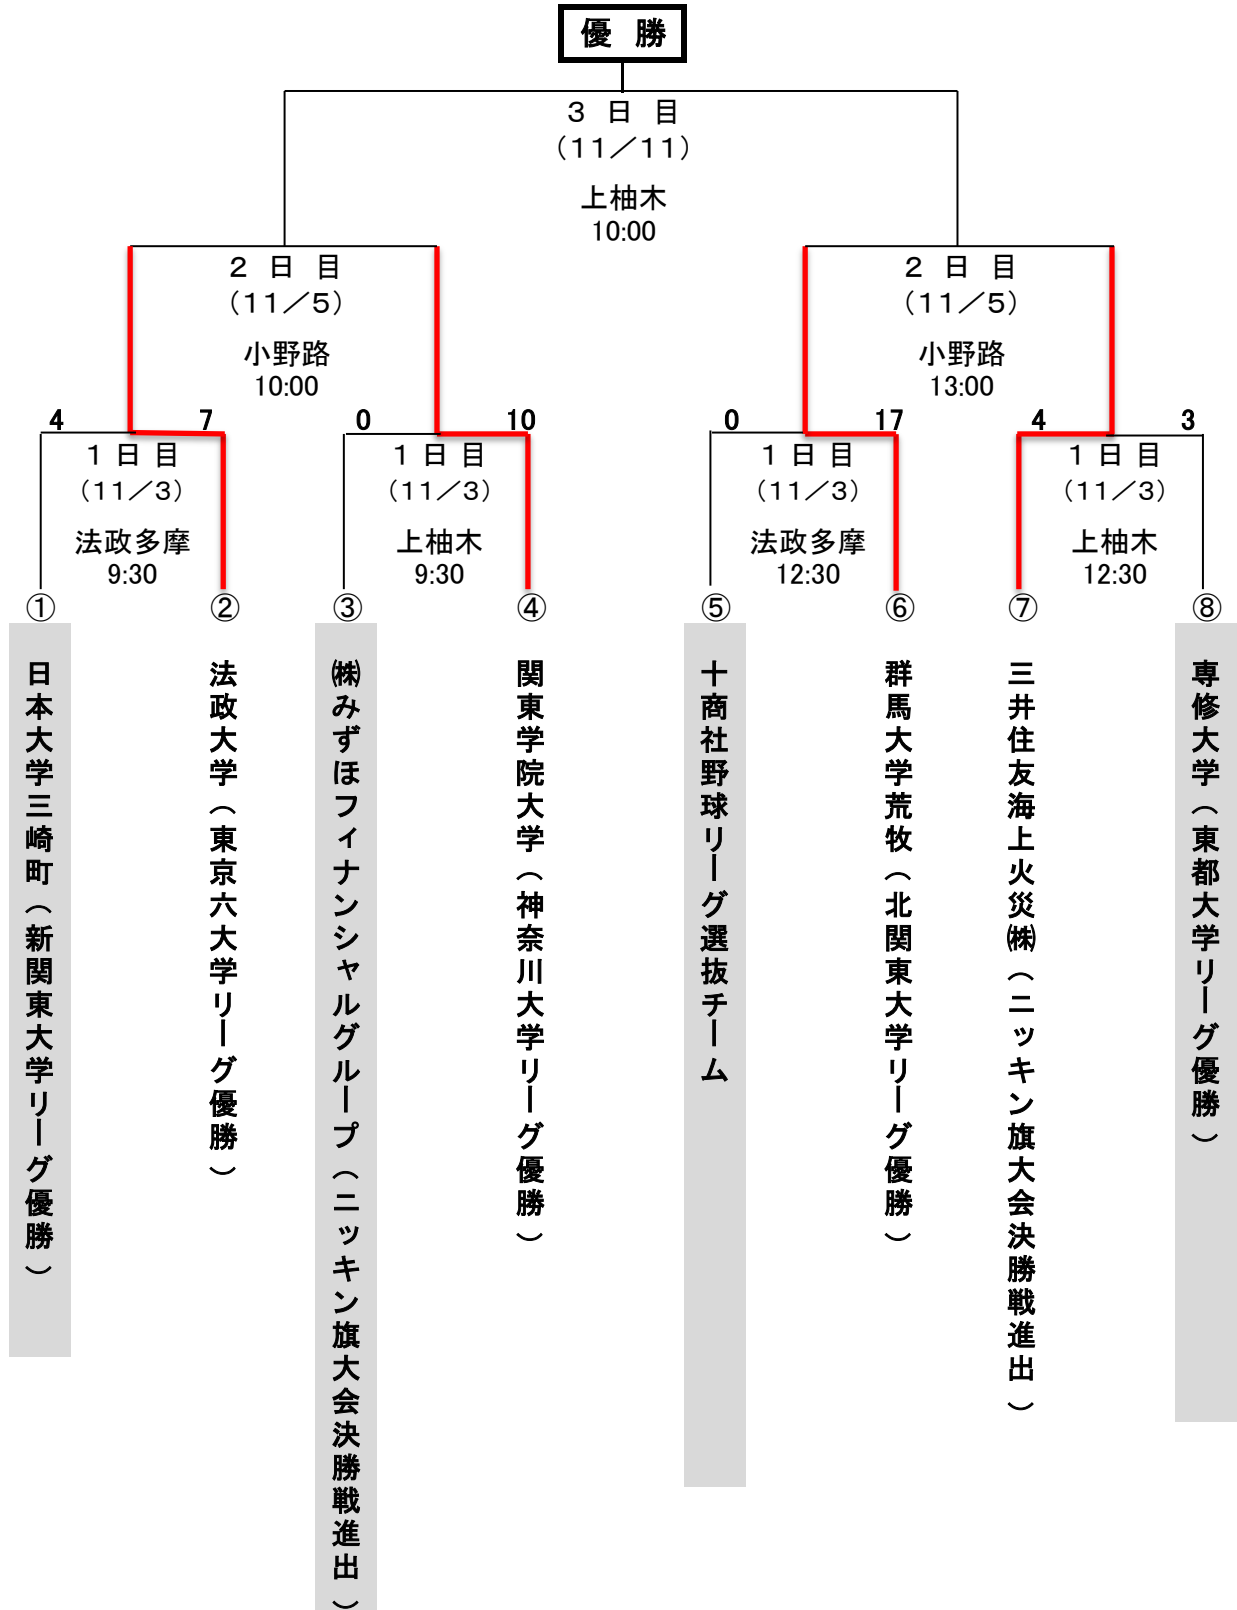 優 勝
3 日 目
（11／11）
上柚木
10:00
2 日 目
（11／5）
小野路
10:00
2 日 目
（11／5）
小野路
13:00
4
7
0
10
0
17
4
3
1 日 目
（11／3）
法政多摩
9:30
1 日 目
（11／3）
上柚木
9:30
1 日 目
（11／3）
法政多摩
12:30
1 日 目
（11／3）
上柚木
12:30
①
②
③
④
⑤
⑥
⑦
⑧
日本大学三崎町（新関東大学リーグ優勝）
法政大学（東京六大学リーグ優勝）
㈱みずほフィナンシャルグループ（ニッキン旗大会決勝戦進出）
関東学院大学（神奈川大学リーグ優勝）
十商社野球リーグ選抜チーム
群馬大学荒牧（北関東大学リーグ優勝）
三井住友海上火災㈱（ニッキン旗大会決勝戦進出）
専修大学（東都大学リーグ優勝）